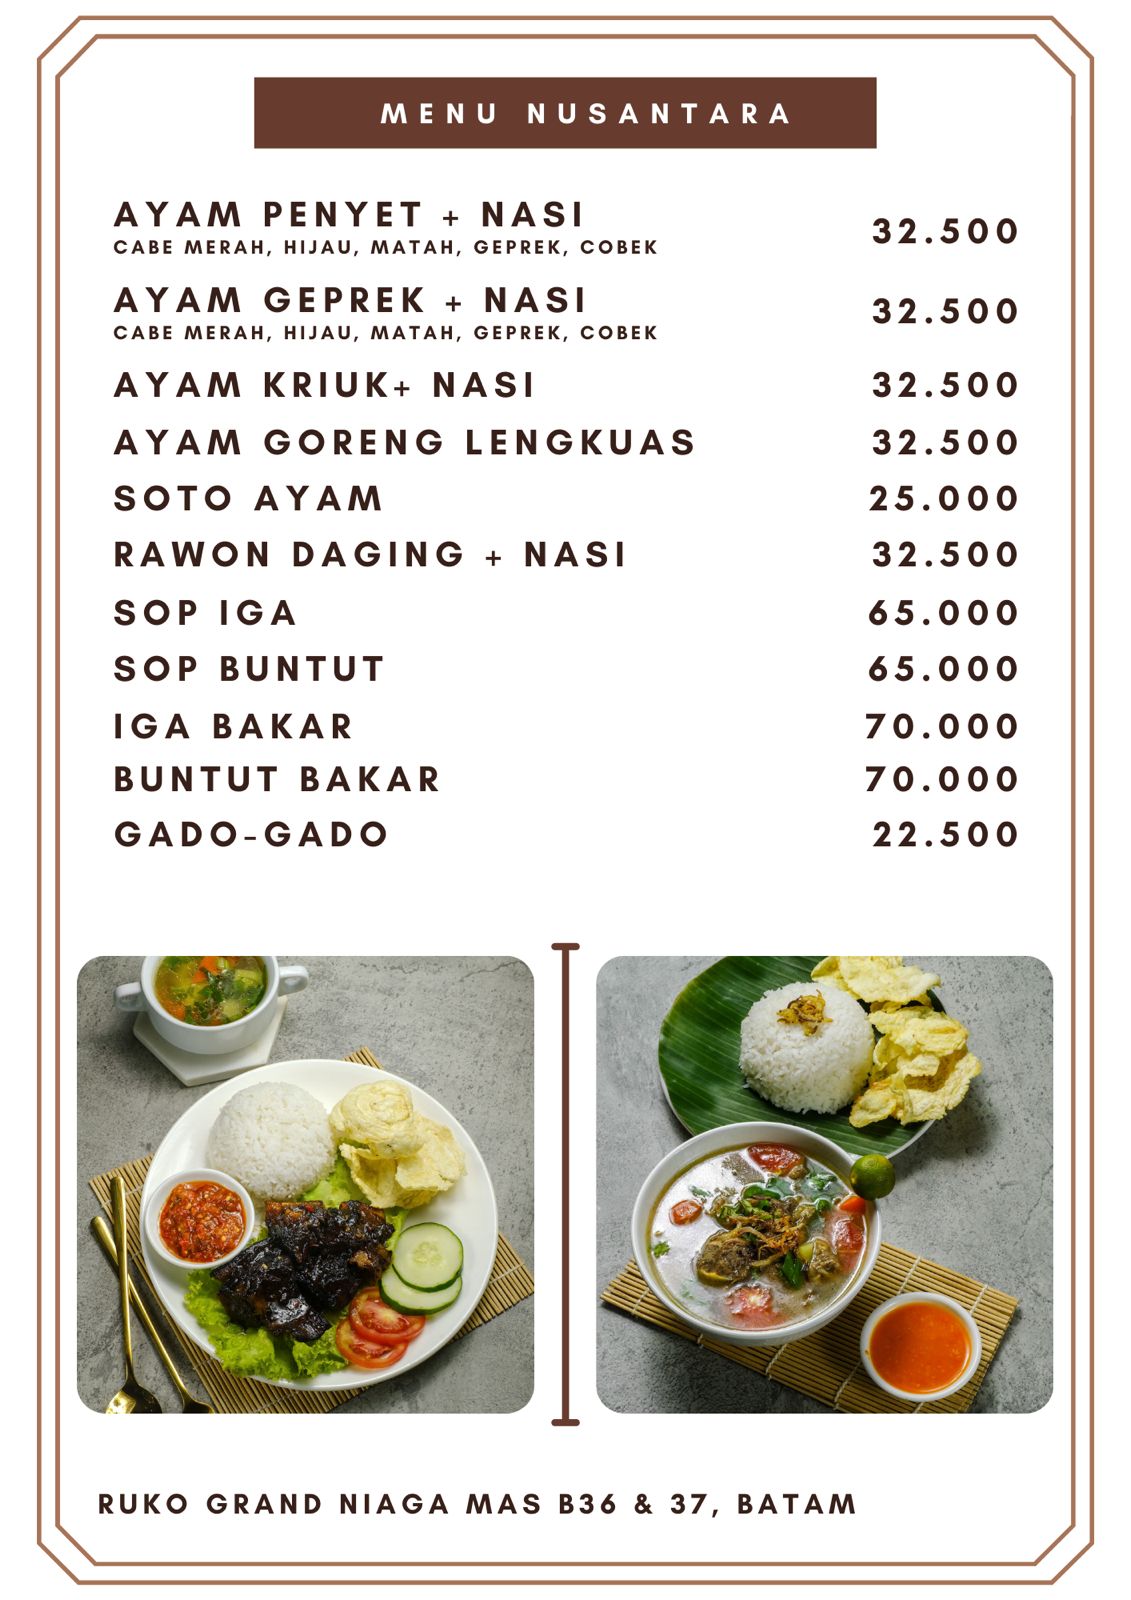 MENU NUSANTARA
AYAM PENYET + NASI 32.500
CABE MERAH, HIJAU, MATAH, GEPREK, COBEK
AYAM GEPREK + NASI 32.500
CABE MERAH, HIJAU, MATAH, GEPREK, COBEK
AYAM KRIUK+ NASI 32.500
AYAM GORENG LENGKUAS 32.500
SOTO AYAM 25.000
RAWON DAGING + NASI 32.500
SOP IGA 65.000
SOP BUNTUT 65.000
IGA BAKAR 70.000
BUNTUT BAKAR 70.000
GADO-GADO 22.500
RUKO GRAND NIAGA MAS B36 & 37, BATAM